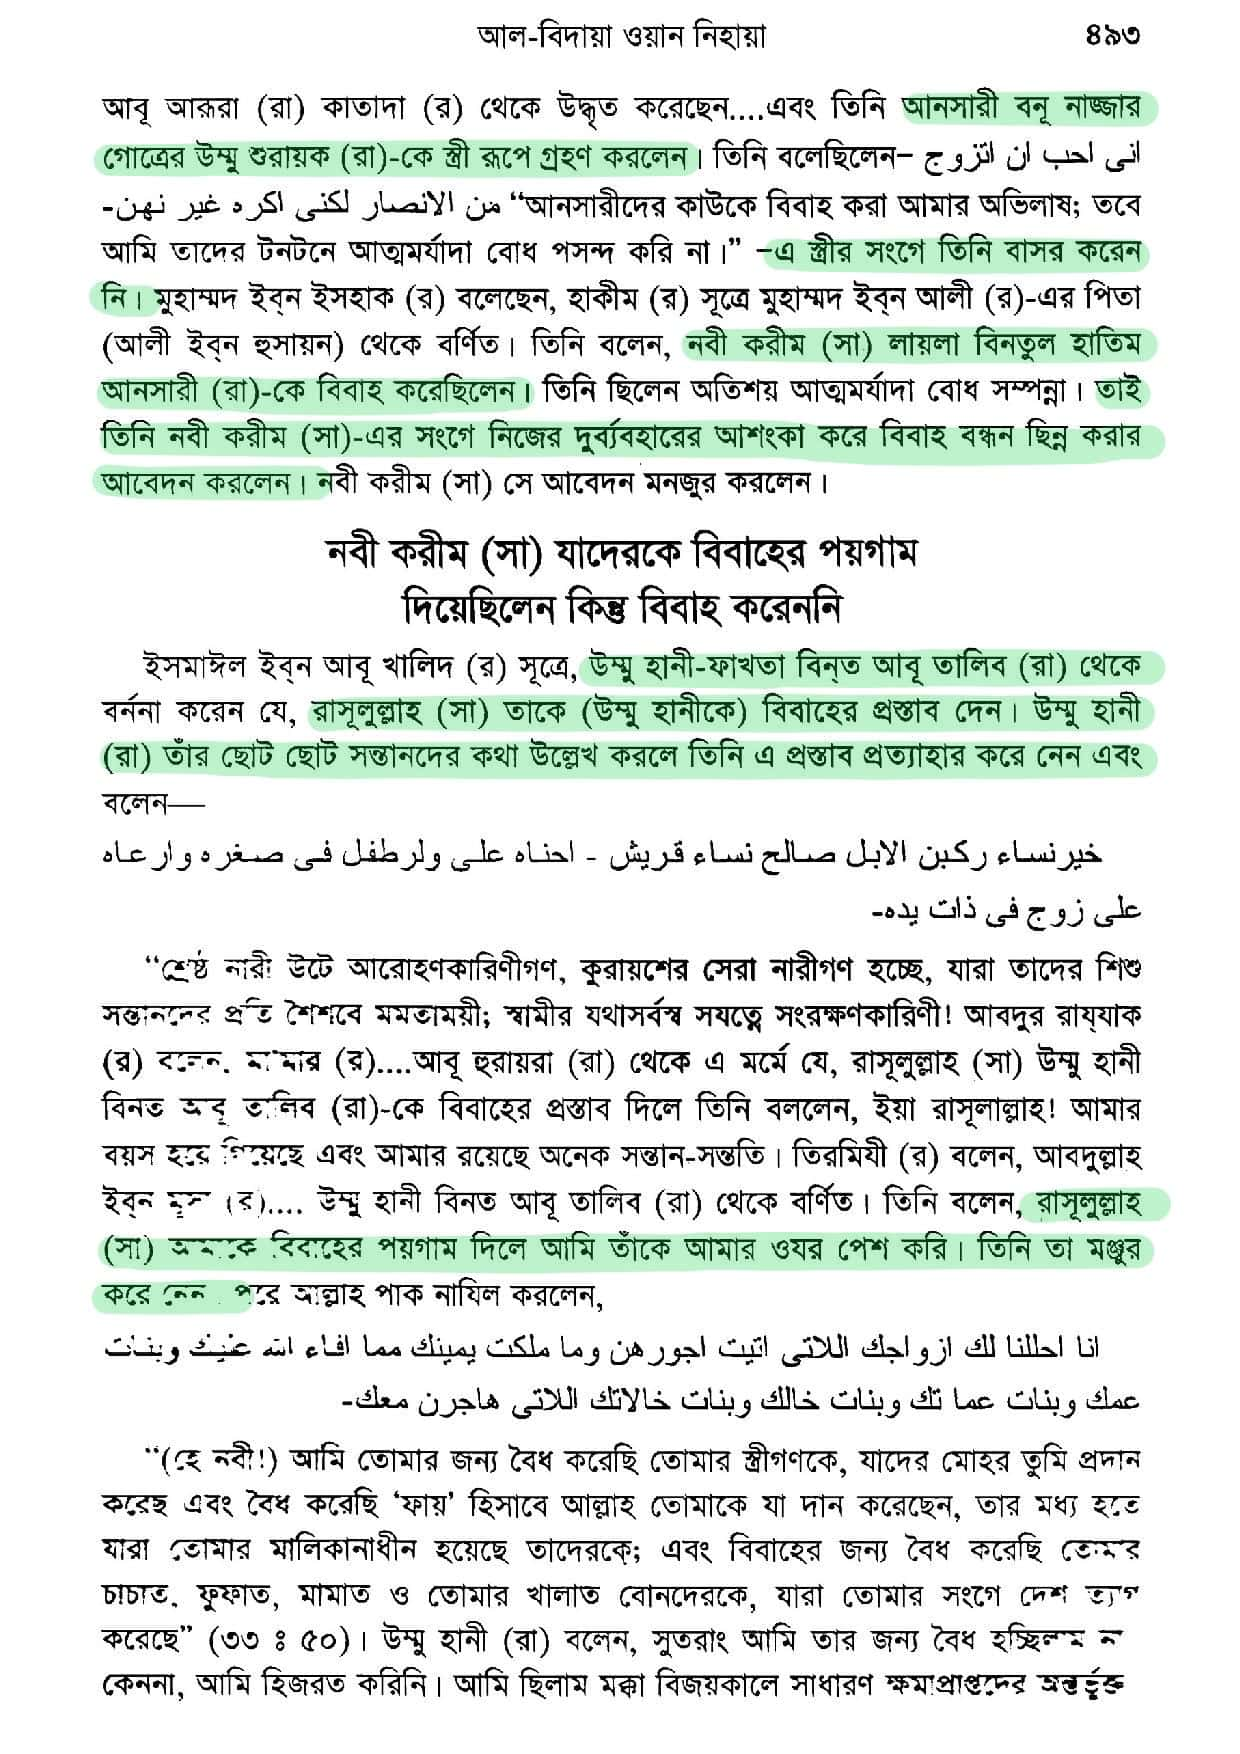 আল-বিদায়া ওয়ান নিহায়া ৪৯৩
আবূ আরূরা (রা) কাতাদা (র) থেকে উদ্ধৃত করেছেন....এবং তিনি আনসারী বনূ নাজ্জার
গোত্রের উম্মু শুরায়ক (রা)-কে স্ত্রী রূপে গ্রহণ করলেন। তিনি বলেছিলেন– انى احب ان اتزوج
من الانصار لكنى اكره غير نهن- “আনসারীদের কাউকে বিবাহ করা আমার অভিলাষ; তবে
আমি তাদের টনটনে আত্মমর্যাদা বোধ পসন্দ করি না।” –এ স্ত্রীর সংগে তিনি বাসর করেন
নি। মুহাম্মদ ইব্‌ন ইসহাক (র) বলেছেন, হাকীম (র) সূত্রে মুহাম্মদ ইব্‌ন আলী (র)-এর পিতা
(আলী ইব্‌ন হুসায়ন) থেকে বর্ণিত। তিনি বলেন, নবী করীম (সা) লায়লা বিনতুল হাতিম
আনসারী (রা)-কে বিবাহ করেছিলেন। তিনি ছিলেন অতিশয় আত্মমর্যাদা বোধ সম্পন্না। তাই
তিনি নবী করীম (সা)-এর সংগে নিজের দুর্ব্যবহারের আশংকা করে বিবাহ বন্ধন ছিন্ন করার
আবেদন করলেন। নবী করীম (সা) সে আবেদন মনজুর করলেন।
নবী করীম (সা) যাদেরকে বিবাহের পয়গাম
দিয়েছিলেন কিন্তু বিবাহ করেননি
ইসমাঈল ইব্‌ন আবূ খালিদ (র) সূত্রে, উম্মু হানী-ফাখতা বিন্‌ত আবূ তালিব (রা) থেকে
বর্ননা করেন যে, রাসূলুল্লাহ (সা) তাকে (উম্মু হানীকে) বিবাহের প্রস্তাব দেন। উম্মু হানী
(রা) তাঁর ছোট ছোট সন্তানদের কথা উল্লেখ করলে তিনি এ প্রস্তাব প্রত্যাহার করে নেন এবং
বলেন—
خير نساء ركبن الابل صالح نساء قريش - احناه على ولر طفل فى صغره وارعاه
على زوج فى ذات يده-
“শ্রেষ্ঠ নারী উটে আরোহণকারিণীগণ, কুরায়শের সেরা নারীগণ হচ্ছে, যারা তাদের শিশু
সন্তানদের প্রতি শৈশবে মমতাময়ী; স্বামীর যথাসর্বস্ব সযত্নে সংরক্ষণকারিণী! আবদুর রায্‌যাক
(র) বলেন, মা'মার (র)....আবূ হুরায়রা (রা) থেকে এ মর্মে যে, রাসূলুল্লাহ (সা) উম্মু হানী
বিনত আবূ তালিব (রা)-কে বিবাহের প্রস্তাব দিলে তিনি বললেন, ইয়া রাসূলাল্লাহ! আমার
বয়স হয়ে গিয়েছে এবং আমার রয়েছে অনেক সন্তান-সন্ততি। তিরমিযী (র) বলেন, আবদুল্লাহ
ইব্‌ন মূসা (র).... উম্মু হানী বিনত আবূ তালিব (রা) থেকে বর্ণিত। তিনি বলেন, রাসূলুল্লাহ
(সা) আমাকে বিবাহের পয়গাম দিলে আমি তাঁকে আমার ওযর পেশ করি। তিনি তা মঞ্জুর
করে নেন। পরে আল্লাহ পাক নাযিল করলেন,
انا احللنا لك ازواجك اللاتى اتيت اجورهن وما ملكت يمينك مما افاء الله عليك وبنات
عمك وبنات عما تك وبنات خالك وبنات خالاتك اللاتى هاجرن معك-
“(হে নবী!) আমি তোমার জন্য বৈধ করেছি তোমার স্ত্রীগণকে, যাদের মোহর তুমি প্রদান
করেছ এবং বৈধ করেছি ‘ফায়’ হিসাবে আল্লাহ তোমাকে যা দান করেছেন, তার মধ্য হতে
যারা তোমার মালিকানাধীন হয়েছে তাদেরকে; এবং বিবাহের জন্য বৈধ করেছি তোমার
চাচাত, ফুফাত, মামাত ও তোমার খালাত বোনদেরকে, যারা তোমার সংগে দেশ ত্যাগ
করেছে” (৩৩ ঃ ৫০)। উম্মু হানী (রা) বলেন, সুতরাং আমি তার জন্য বৈধ হচ্ছিলাম না
কেননা, আমি হিজরত করিনি। আমি ছিলাম মক্কা বিজয়কালে সাধারণ ক্ষমাপ্রাপ্তদের অন্তর্ভুক্ত